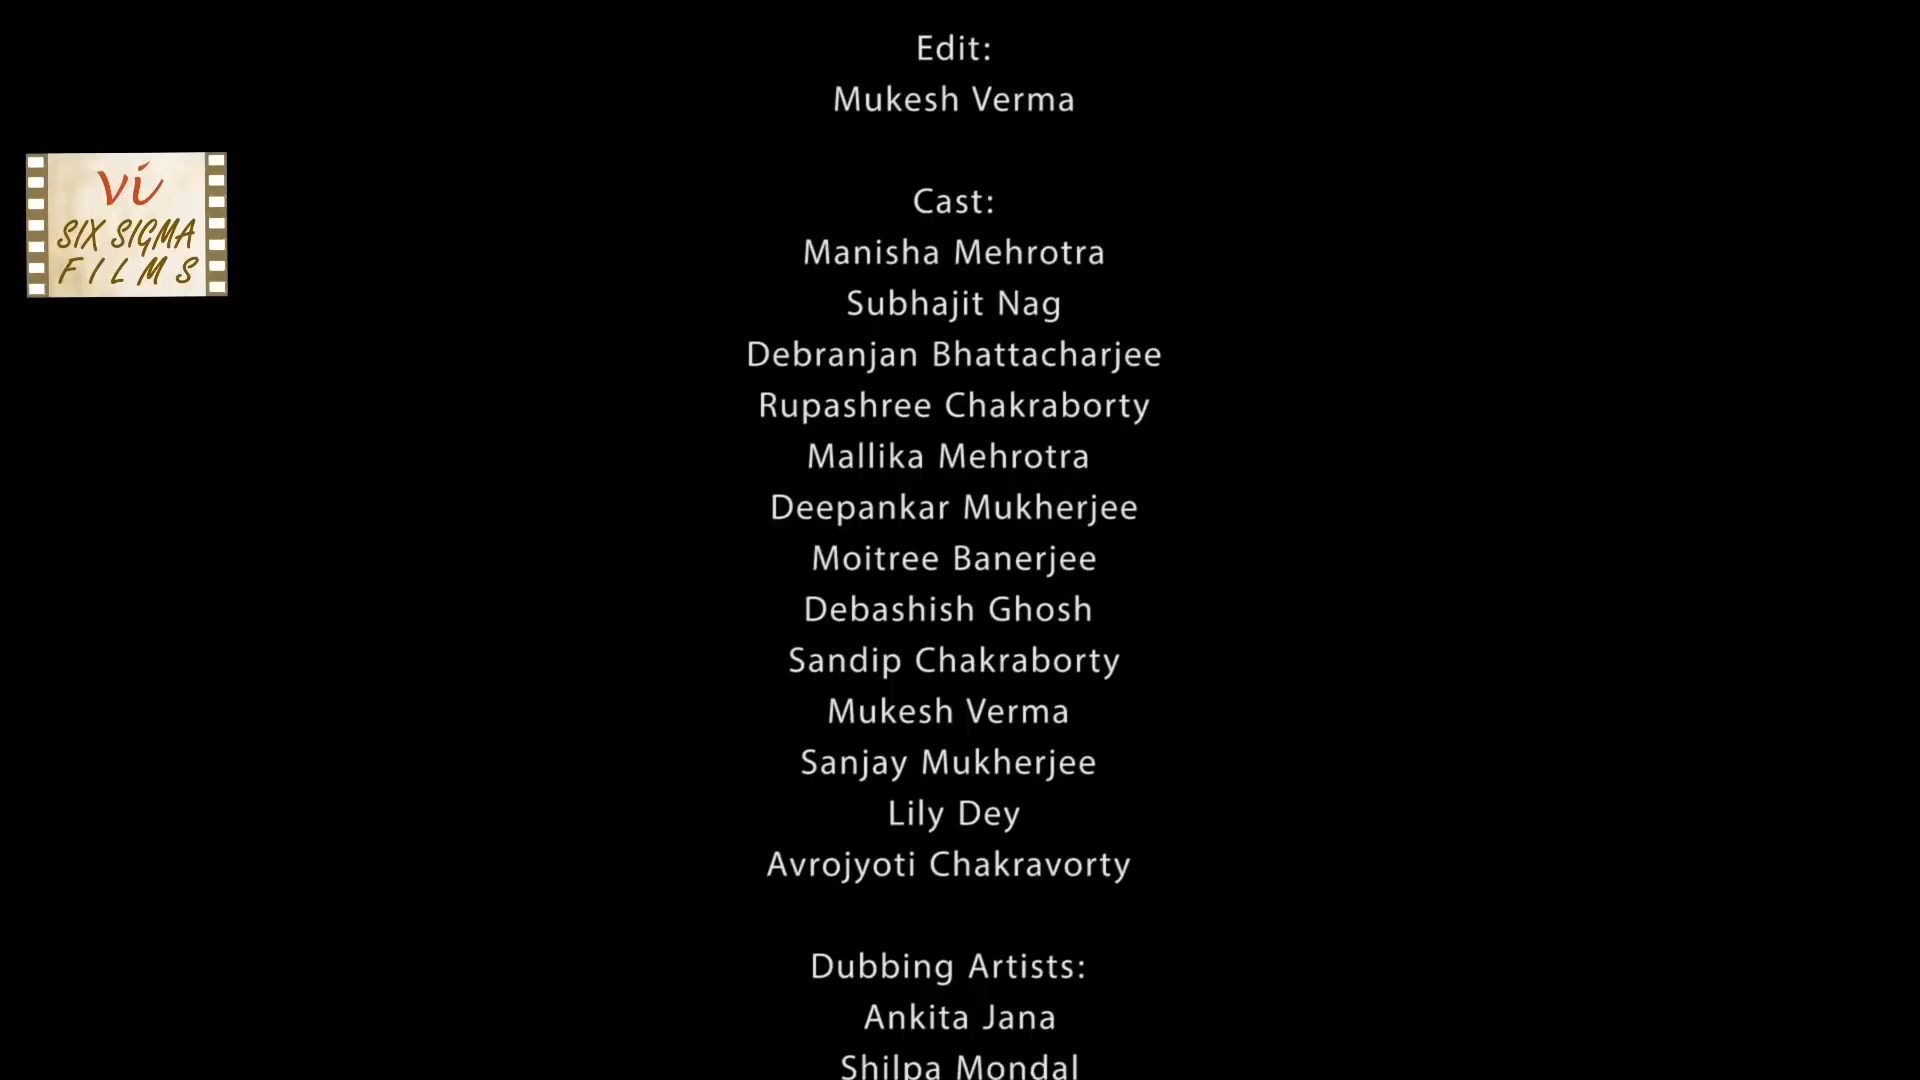 Edit:
Mukesh Verma
vi
SIX SIGMA
FILMS
Cast:
Manisha Mehrotra
Subhajit Nag
Debranjan Bhattacharjee
Rupashree Chakraborty
Mallika Mehrotra
Deepankar Mukherjee
Moitree Banerjee
Debashish Ghosh
Sandip Chakraborty
Mukesh Verma
Sanjay Mukherjee
Lily Dey
Avrojyoti Chakravorty
Dubbing Artists:
Ankita Jana
Shilpa Mondal